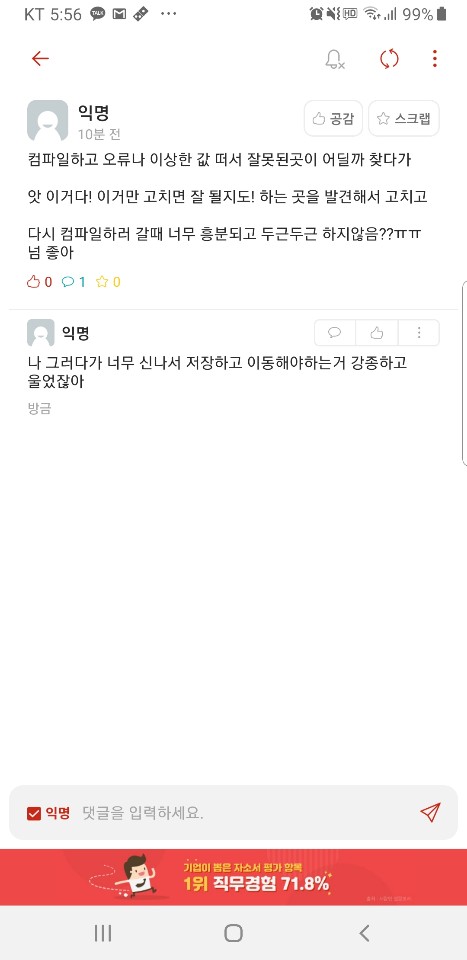 KT 5:56 TALK M ··· HD 99%
익명
10분 전
공감 스크랩
컴파일하고 오류나 이상한 값 떠서 잘못된곳이 어딜까 찾다가
앗 이거다! 이거만 고치면 잘 될지도! 하는 곳을 발견해서 고치고
다시 컴파일하러 갈때 너무 흥분되고 두근두근 하지않음??ㅠㅠ
넘 좋아
0 1 0
익명
나 그러다가 너무 신나서 저장하고 이동해야하는거 강종하고
울었잖아
방금
익명 댓글을 입력하세요.
기업이 뽑은 자소서 평가 항목
1위 직무경험 71.8%